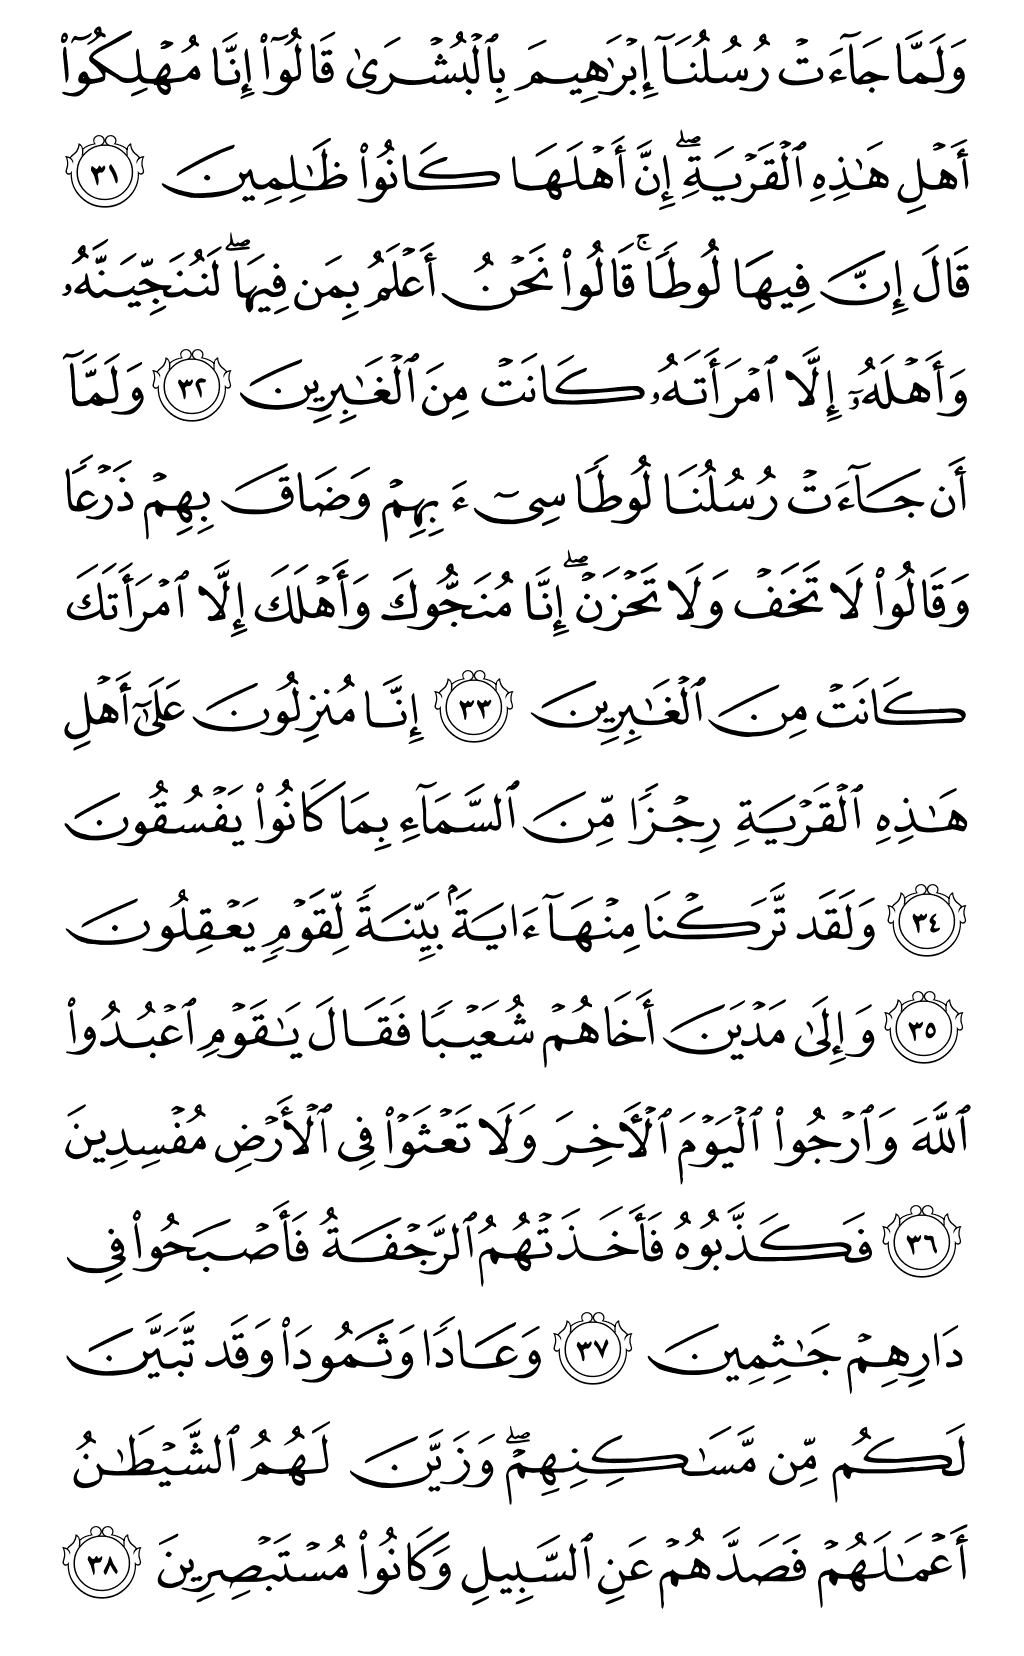 وَلَمَّا جَآءَتْ رُسُلُنَآ إِبْرَٰهِيمَ بِٱلْبُشْرَىٰ قَالُوٓا۟ إِنَّا مُهْلِكُوٓا۟
أَهْلِ هَٰذِهِ ٱلْقَرْيَةِ ۖ إِنَّ أَهْلَهَا كَانُوا۟ ظَٰلِمِينَ ٣١
قَالَ إِنَّ فِيهَا لُوطًا ۚ قَالُوا۟ نَحْنُ أَعْلَمُ بِمَن فِيهَا ۖ لَنُنَجِّيَنَّهُۥ
وَأَهْلَهُۥٓ إِلَّا ٱمْرَأَتَهُۥ كَانَتْ مِنَ ٱلْغَٰبِرِينَ ٣٢ وَلَمَّآ
أَن جَآءَتْ رُسُلُنَا لُوطًا سِىٓءَ بِهِمْ وَضَاقَ بِهِمْ ذَرْعًا
وَقَالُوا۟ لَا تَخَفْ وَلَا تَحْزَنْ ۖ إِنَّا مُنَجُّوكَ وَأَهْلَكَ إِلَّا ٱمْرَأَتَكَ
كَانَتْ مِنَ ٱلْغَٰبِرِينَ ٣٣ إِنَّا مُنزِلُونَ عَلَىٰٓ أَهْلِ
هَٰذِهِ ٱلْقَرْيَةِ رِجْزًا مِّنَ ٱلسَّمَآءِ بِمَا كَانُوا۟ يَفْسُقُونَ
٣٤ وَلَقَد تَّرَكْنَا مِنْهَآ ءَايَةًۢ بَيِّنَةً لِّقَوْمٍ يَعْقِلُونَ
٣٥ وَإِلَىٰ مَدْيَنَ أَخَاهُمْ شُعَيْبًا فَقَالَ يَٰقَوْمِ ٱعْبُدُوا۟
ٱللَّهَ وَٱرْجُوا۟ ٱلْيَوْمَ ٱلْـَٔاخِرَ وَلَا تَعْثَوْا۟ فِى ٱلْأَرْضِ مُفْسِدِينَ
٣٦ فَكَذَّبُوهُ فَأَخَذَتْهُمُ ٱلرَّجْفَةُ فَأَصْبَحُوا۟ فِى
دَارِهِمْ جَٰثِمِينَ ٣٧ وَعَادًا وَثَمُودَا۟ وَقَد تَّبَيَّنَ
لَكُم مِّن مَّسَٰكِنِهِمْ ۖ وَزَيَّنَ لَهُمُ ٱلشَّيْطَٰنُ
أَعْمَٰلَهُمْ فَصَدَّهُمْ عَنِ ٱلسَّبِيلِ وَكَانُوا۟ مُسْتَبْصِرِينَ ٣٨